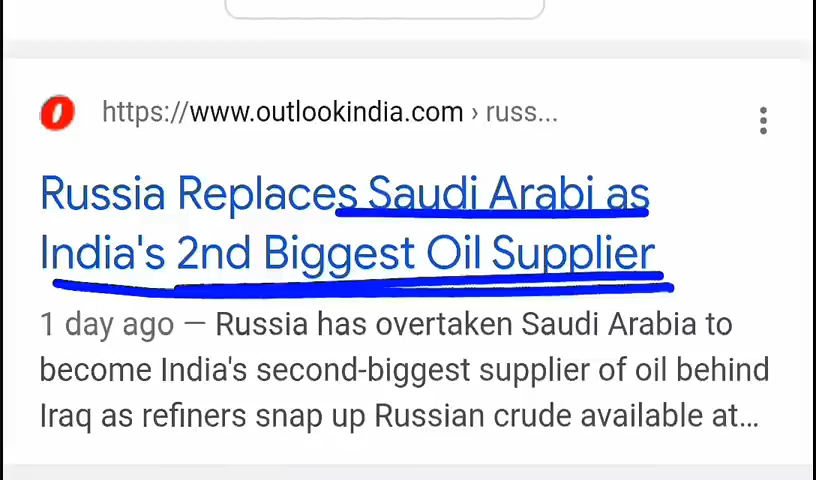 https://www.outlookindia.com › russ...
Russia Replaces Saudi Arabi as
India's 2nd Biggest Oil Supplier
1 day ago — Russia has overtaken Saudi Arabia to
become India's second-biggest supplier of oil behind
Iraq as refiners snap up Russian crude available at...